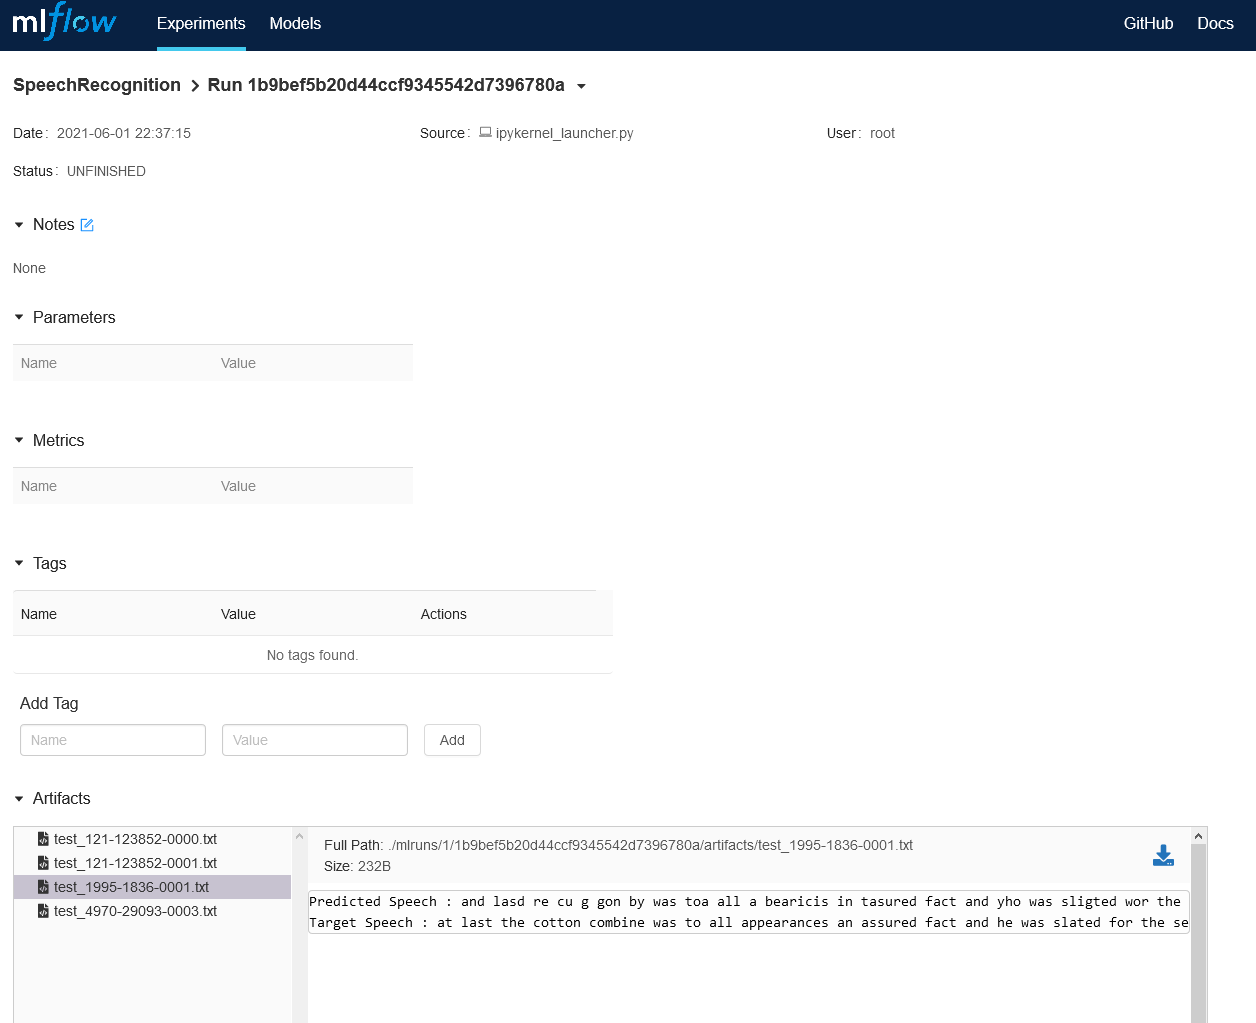 mlflow Experiments Models GitHub Docs
SpeechRecognition > Run 1b9bef5b20d44ccf9345542d7396780a
Date: 2021-06-01 22:37:15 Source: ipykernel_launcher.py User: root
Status: UNFINISHED
Notes
None
Parameters
Name Value
Metrics
Name Value
Tags
Name Value Actions
No tags found.
Add Tag
Name Value Add
Artifacts
test_121-123852-0000.txt
test_121-123852-0001.txt
test_1995-1836-0001.txt
test_4970-29093-0003.txt
Full Path: ./mlruns/1/1b9bef5b20d44ccf9345542d7396780a/artifacts/test_1995-1836-0001.txt
Size: 232B
Predicted Speech : and lasd re cu g gon by was toa all a bearicis in tasured fact and yho was sligted wor the
Target Speech : at last the cotton combine was to all appearances an assured fact and he was slated for the se